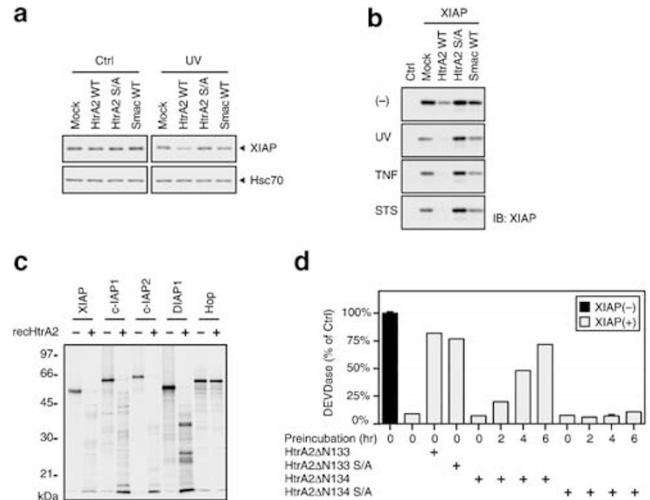 a
Ctrl UV
Mock HtrA2 WT HtrA2 S/A Smac WT Mock HtrA2 WT HtrA2 S/A Smac WT
XIAP
Hsc70
b
XIAP
Ctrl Mock HtrA2 WT HtrA2 S/A Smac WT
(–)
UV
TNF
STS
IB: XIAP
c
XIAP c-IAP1 c-IAP2 DIAP1 Hop
recHtrA2 – + – + – + – + – +
97-
66-
45-
30-
21-
kDa
d
DEVDase (% of Ctrl)
100%
75%
50%
25%
0%
XIAP(–)
XIAP(+)
Preincubation (hr) 0 0 0 0 0 2 4 6 0 2 4 6
HtrA2ΔN133 +
HtrA2ΔN133 S/A +
HtrA2ΔN134 + + + +
HtrA2ΔN134 S/A + + + +